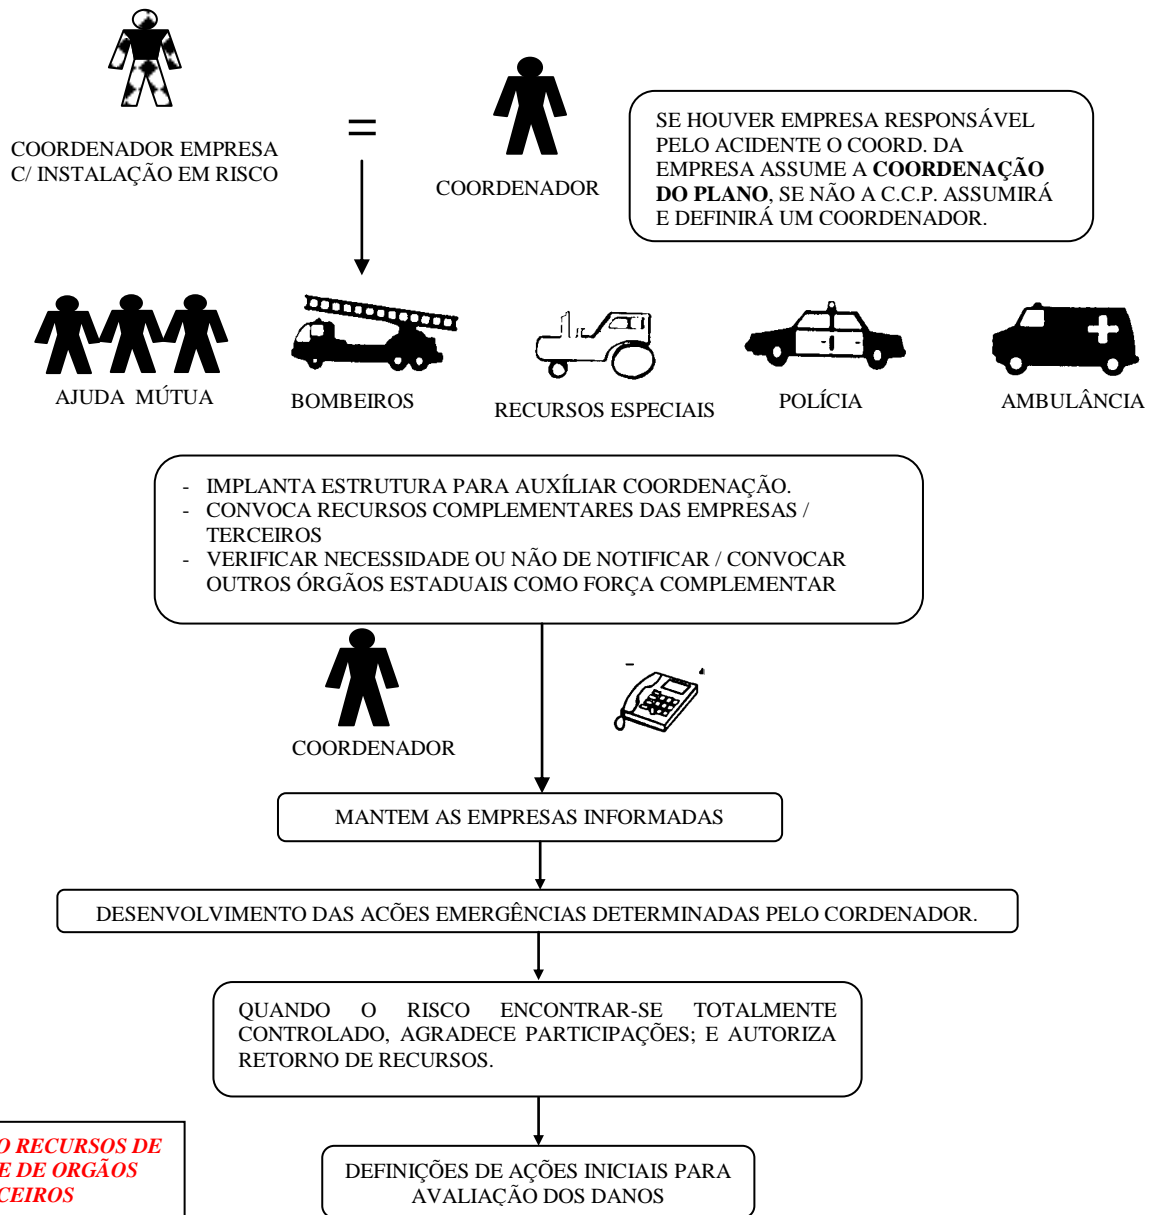 COORDENADOR EMPRESA
C/ INSTALAÇÃO EM RISCO
=
COORDENADOR
SE HOUVER EMPRESA RESPONSÁVEL
PELO ACIDENTE O COORD. DA
EMPRESA ASSUME A COORDENAÇÃO
DO PLANO, SE NÃO A C.C.P. ASSUMIRÁ
E DEFINIRÁ UM COORDENADOR.
AJUDA MÚTUA
BOMBEIROS
RECURSOS ESPECIAIS
POLÍCIA
AMBULÂNCIA
- IMPLANTA ESTRUTURA PARA AUXÍLIAR COORDENAÇÃO.
- CONVOCA RECURSOS COMPLEMENTARES DAS EMPRESAS /
TERCEIROS
- VERIFICAR NECESSIDADE OU NÃO DE NOTIFICAR / CONVOCAR
OUTROS ÓRGÃOS ESTADUAIS COMO FORÇA COMPLEMENTAR
COORDENADOR
MANTEM AS EMPRESAS INFORMADAS
DESENVOLVIMENTO DAS ACÕES EMERGÊNCIAS DETERMINADAS PELO CORDENADOR.
QUANDO O RISCO ENCONTRAR-SE TOTALMENTE
CONTROLADO, AGRADECE PARTICIPAÇÕES; E AUTORIZA
RETORNO DE RECURSOS.
O RECURSOS DE
E DE ORGÃOS
CEIROS
DEFINIÇÕES DE AÇÕES INICIAIS PARA
AVALIAÇÃO DOS DANOS